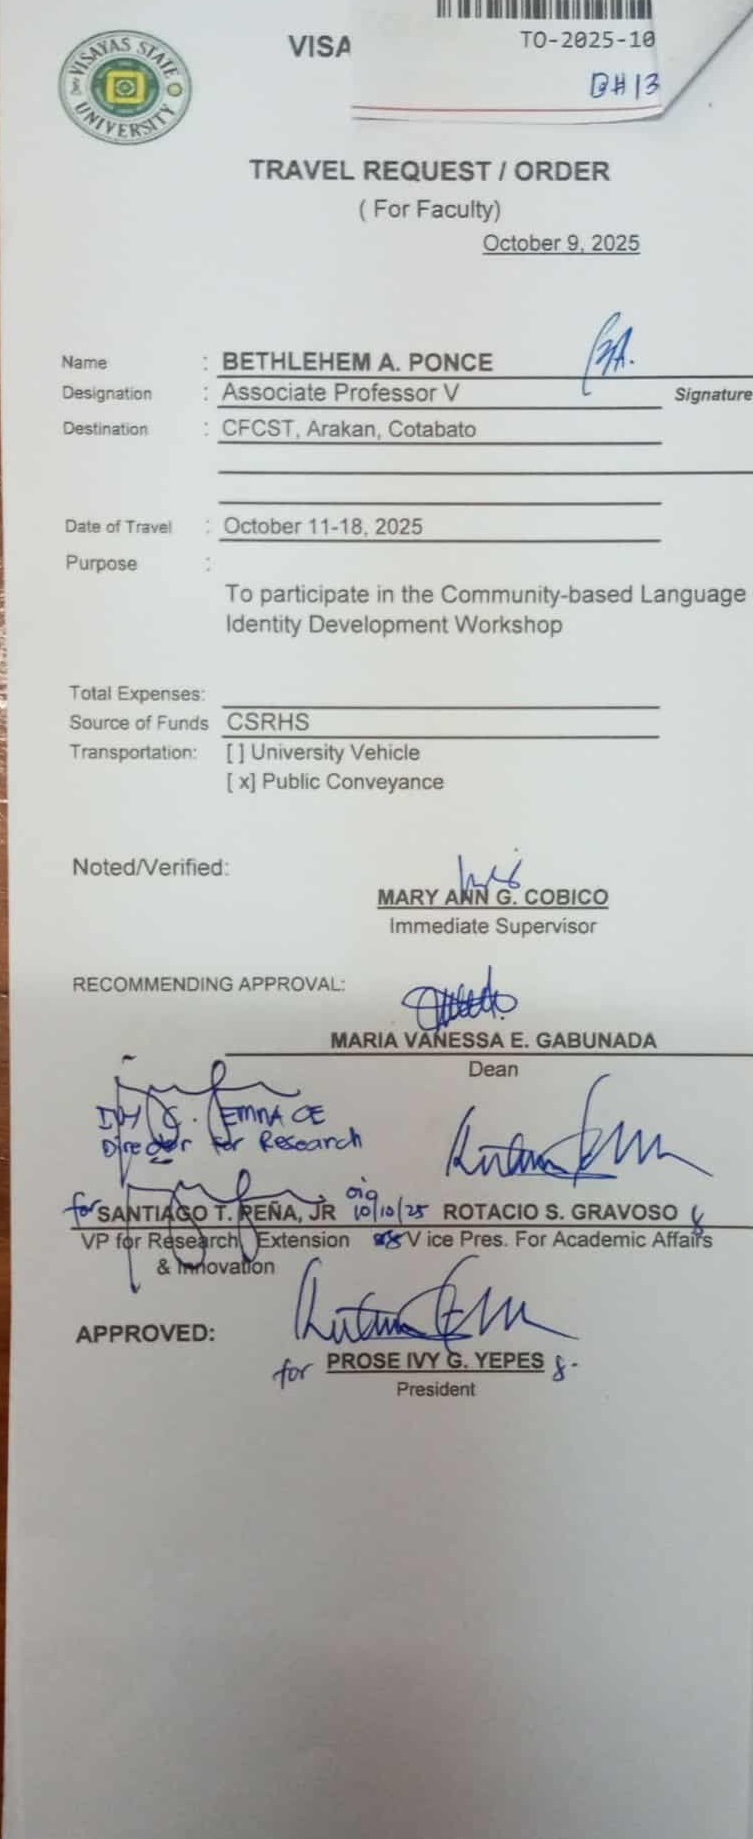 VISAYAS STATE UNIVERSITY
VISA
TO-2025-10
TRAVEL REQUEST / ORDER
( For Faculty)
October 9, 2025
Name : BETHLEHEM A. PONCE
Designation : Associate Professor V Signature
Destination : CFCST, Arakan, Cotabato
Date of Travel : October 11-18, 2025
Purpose :
To participate in the Community-based Language
Identity Development Workshop
Total Expenses:
Source of Funds CSRHS
Transportation: [ ] University Vehicle
[ x] Public Conveyance
Noted/Verified:
MARY ANN G. COBICO
Immediate Supervisor
RECOMMENDING APPROVAL:
MARIA VANESSA E. GABUNADA
Dean
Director for Research
for SANTIAGO T. PEÑA, JR 10/10/25 ROTACIO S. GRAVOSO
VP for Research, Extension Vice Pres. For Academic Affairs
& Innovation
APPROVED:
for PROSE IVY G. YEPES
President